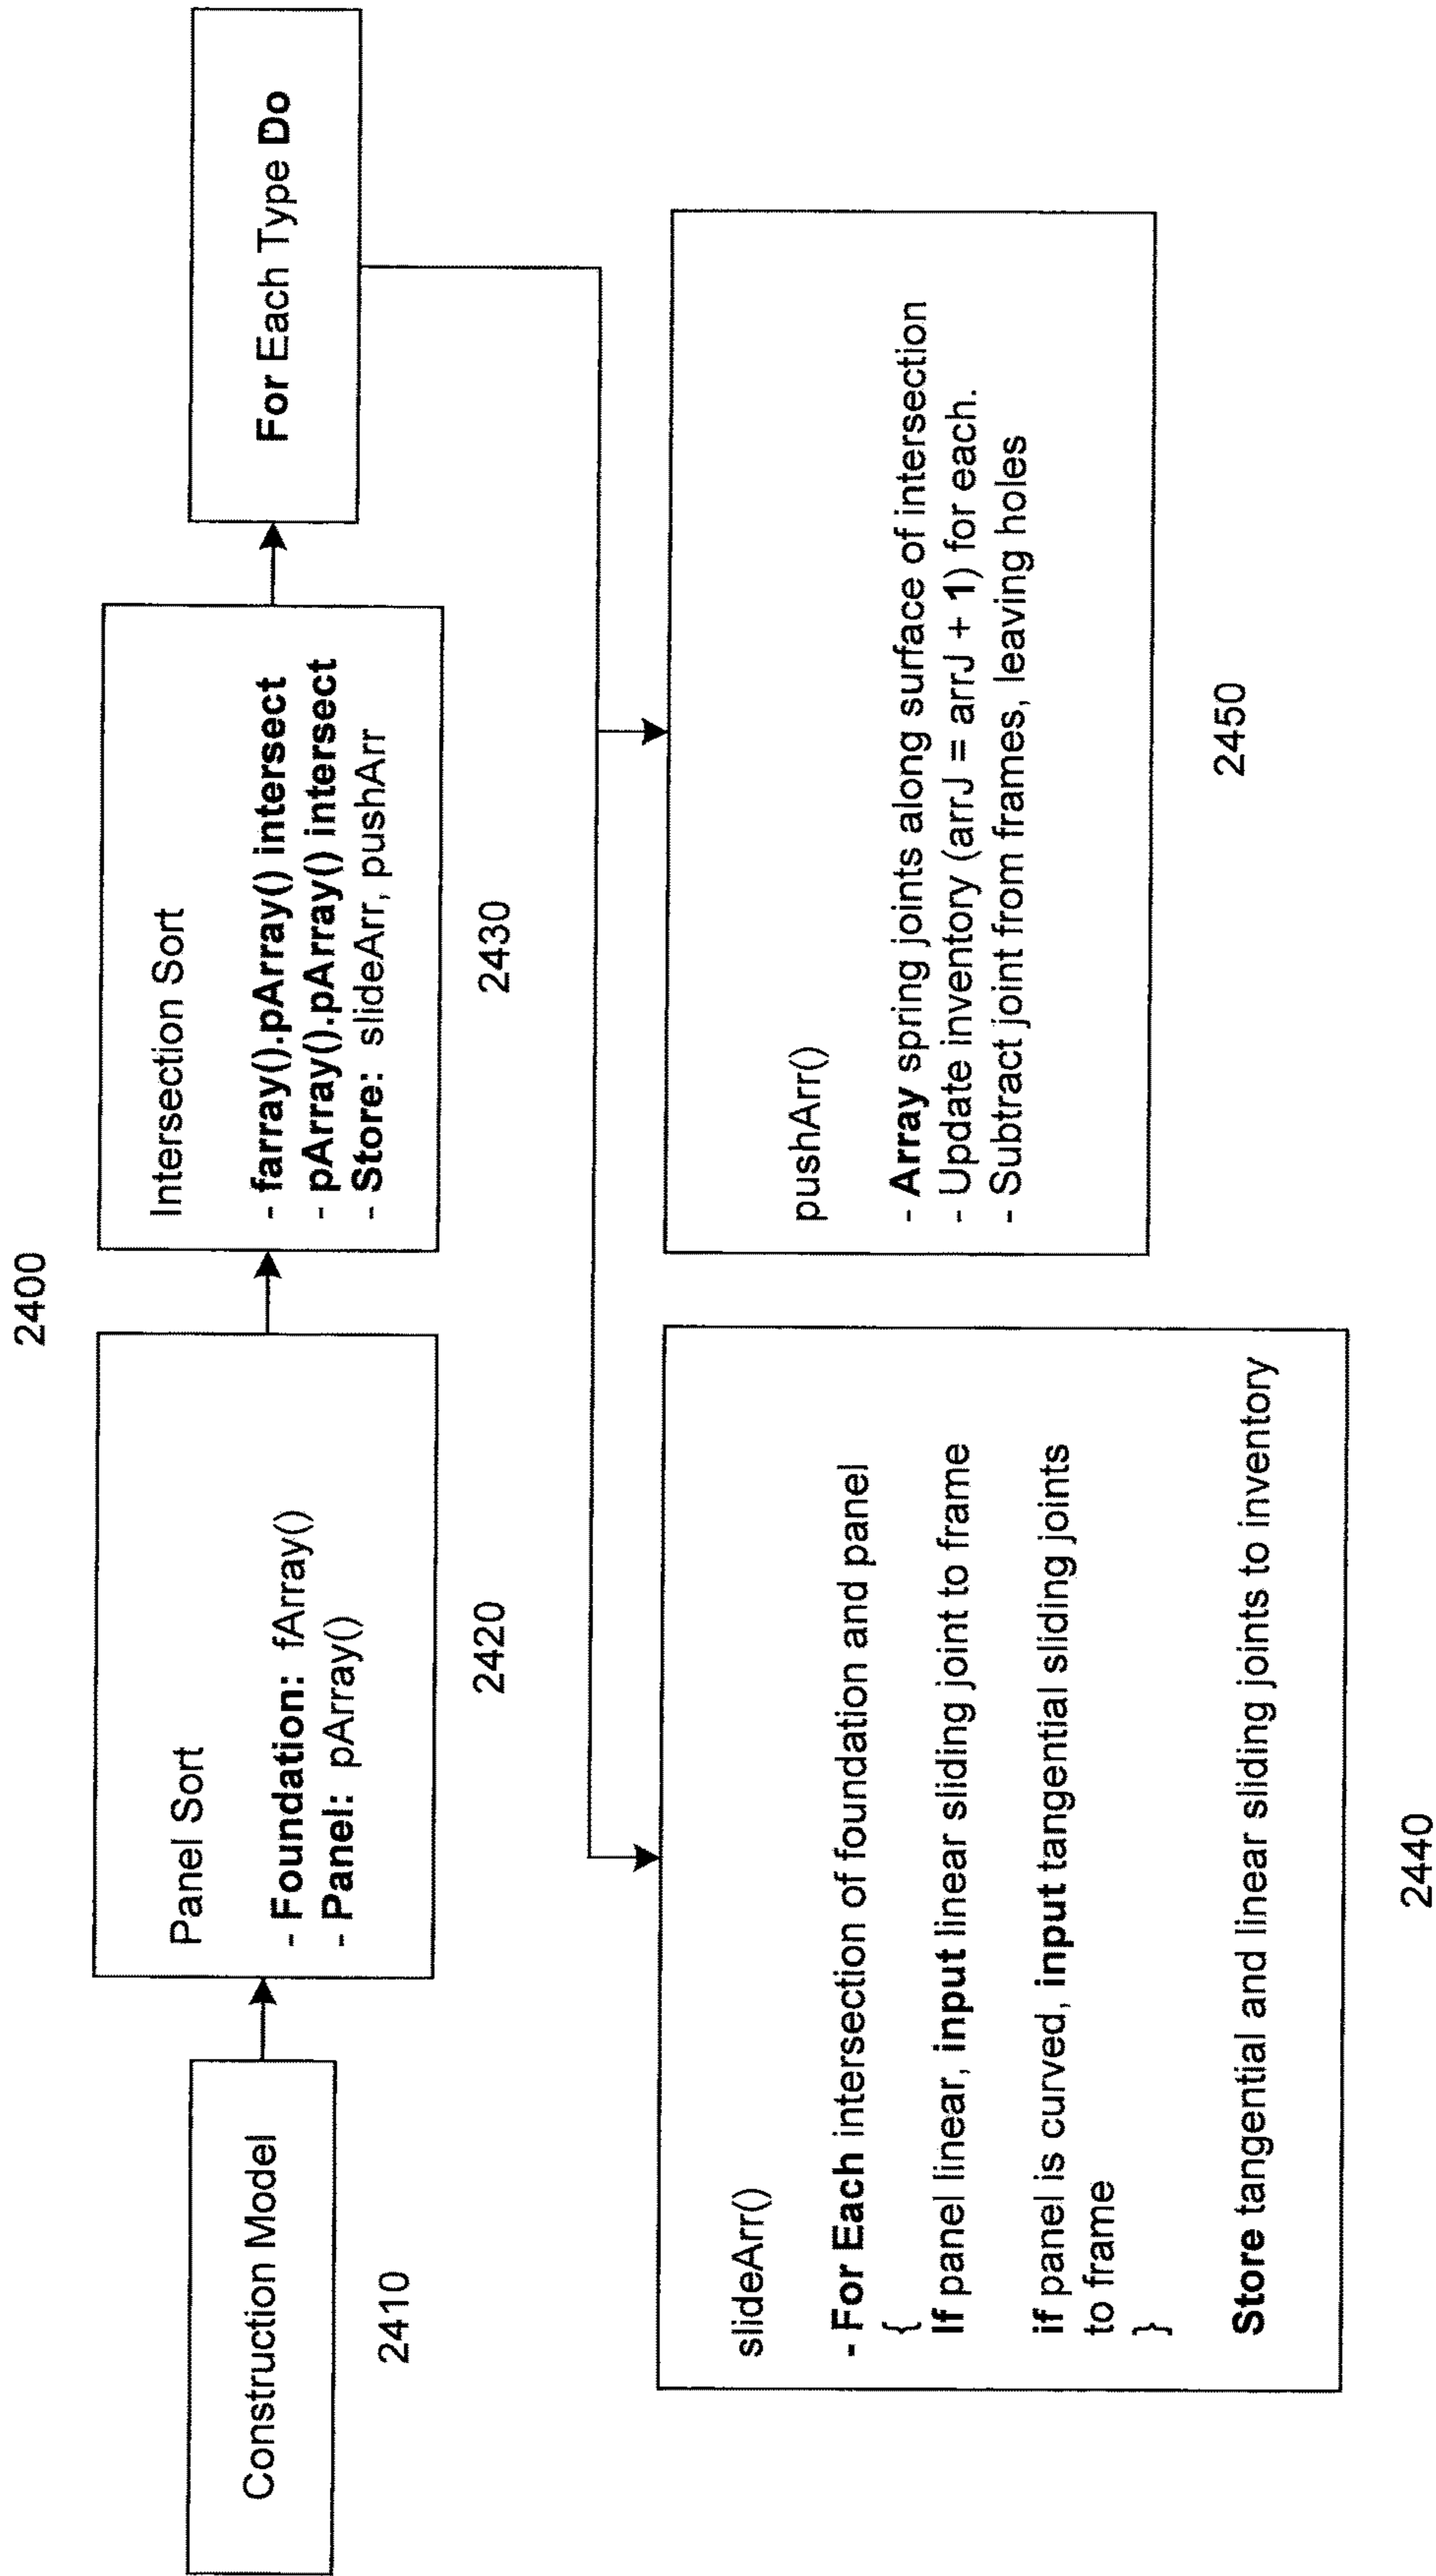 2400
Construction Model
2410
Panel Sort
- Foundation: fArray()
- Panel: pArray()
2420
Intersection Sort
- farray().pArray() intersect
- pArray().pArray() intersect
- Store: slideArr, pushArr
2430
For Each Type Do
slideArr()
- For Each intersection of foundation and panel
{
If panel linear, input linear sliding joint to frame
if panel is curved, input tangential sliding joints
to frame
}
Store tangential and linear sliding joints to inventory
2440
pushArr()
- Array spring joints along surface of intersection
- Update inventory (arrJ = arrJ + 1) for each.
- Subtract joint from frames, leaving holes
2450